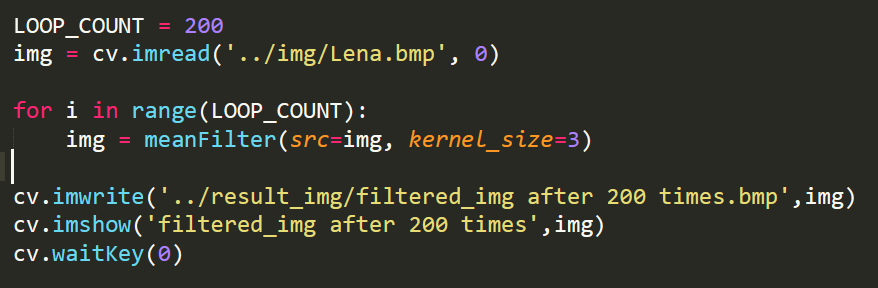 LOOP_COUNT = 200
img = cv.imread('../img/Lena.bmp', 0)
for i in range(LOOP_COUNT):
    img = meanFilter(src=img, kernel_size=3)
cv.imwrite('../result_img/filtered_img after 200 times.bmp',img)
cv.imshow('filtered_img after 200 times',img)
cv.waitKey(0)